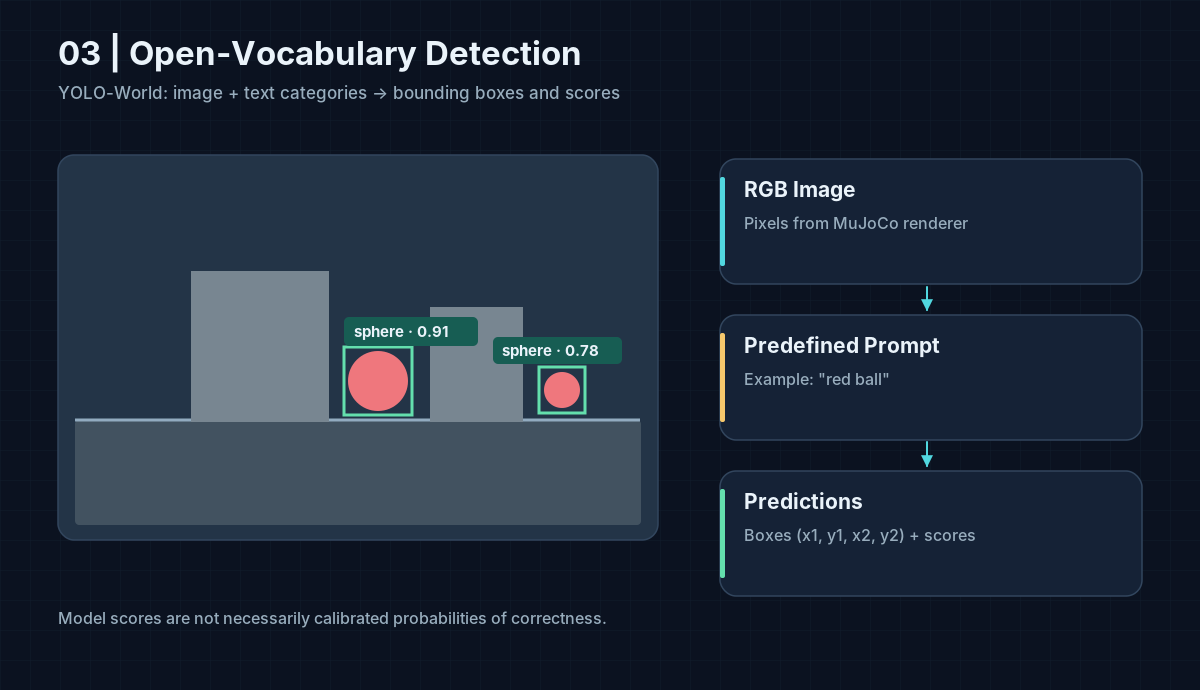 03 | Open-Vocabulary Detection
YOLO-World: image + text categories → bounding boxes and scores
sphere · 0.91
sphere · 0.78
RGB Image
Pixels from MuJoCo renderer
Predefined Prompt
Example: "red ball"
Predictions
Boxes (x1, y1, x2, y2) + scores
Model scores are not necessarily calibrated probabilities of correctness.